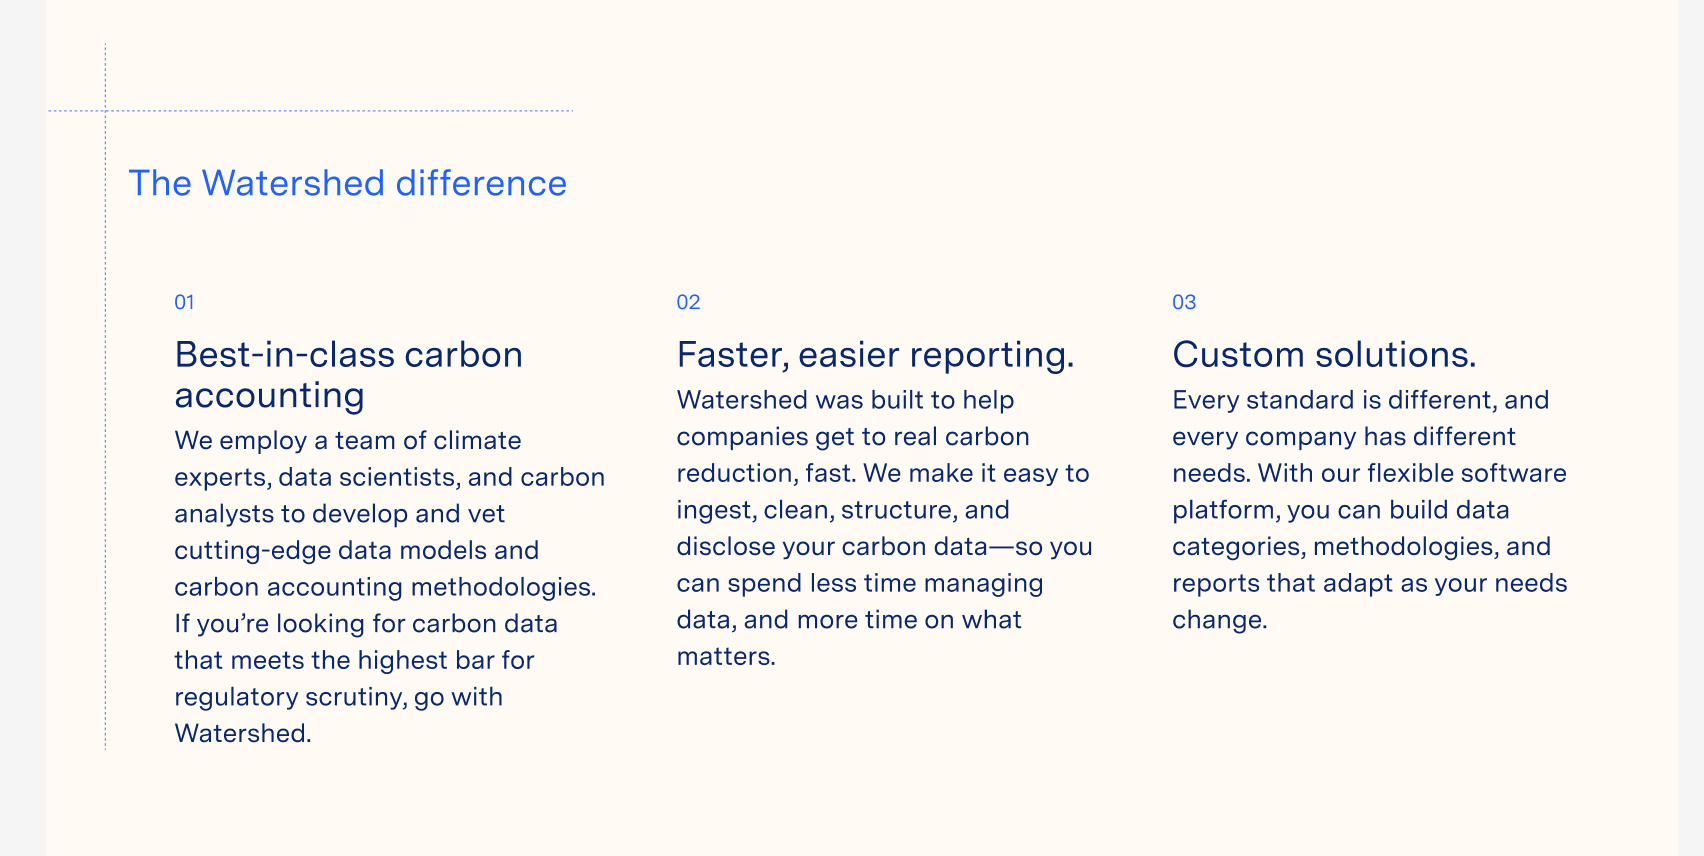 The Watershed difference
01
Best-in-class carbon
accounting
We employ a team of climate
experts, data scientists, and carbon
analysts to develop and vet
cutting-edge data models and
carbon accounting methodologies.
If you’re looking for carbon data
that meets the highest bar for
regulatory scrutiny, go with
Watershed.
02
Faster, easier reporting.
Watershed was built to help
companies get to real carbon
reduction, fast. We make it easy to
ingest, clean, structure, and
disclose your carbon data—so you
can spend less time managing
data, and more time on what
matters.
03
Custom solutions.
Every standard is different, and
every company has different
needs. With our flexible software
platform, you can build data
categories, methodologies, and
reports that adapt as your needs
change.